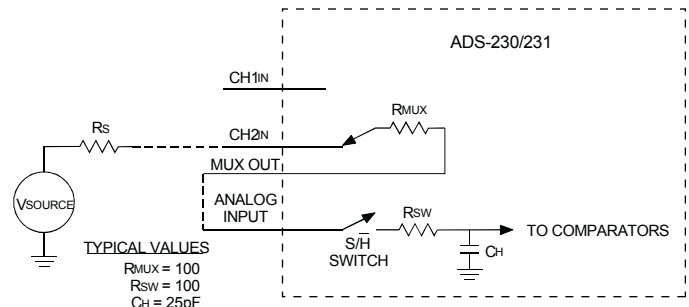 ADS-230/231
CH1IN
RMUX
RS
CH2IN
MUX OUT
VSOURCE
ANALOG
INPUT
RSW
TO COMPARATORS
S/H
SWITCH
CH
TYPICAL VALUES
RMUX = 100
RSW = 100
CH = 25pF